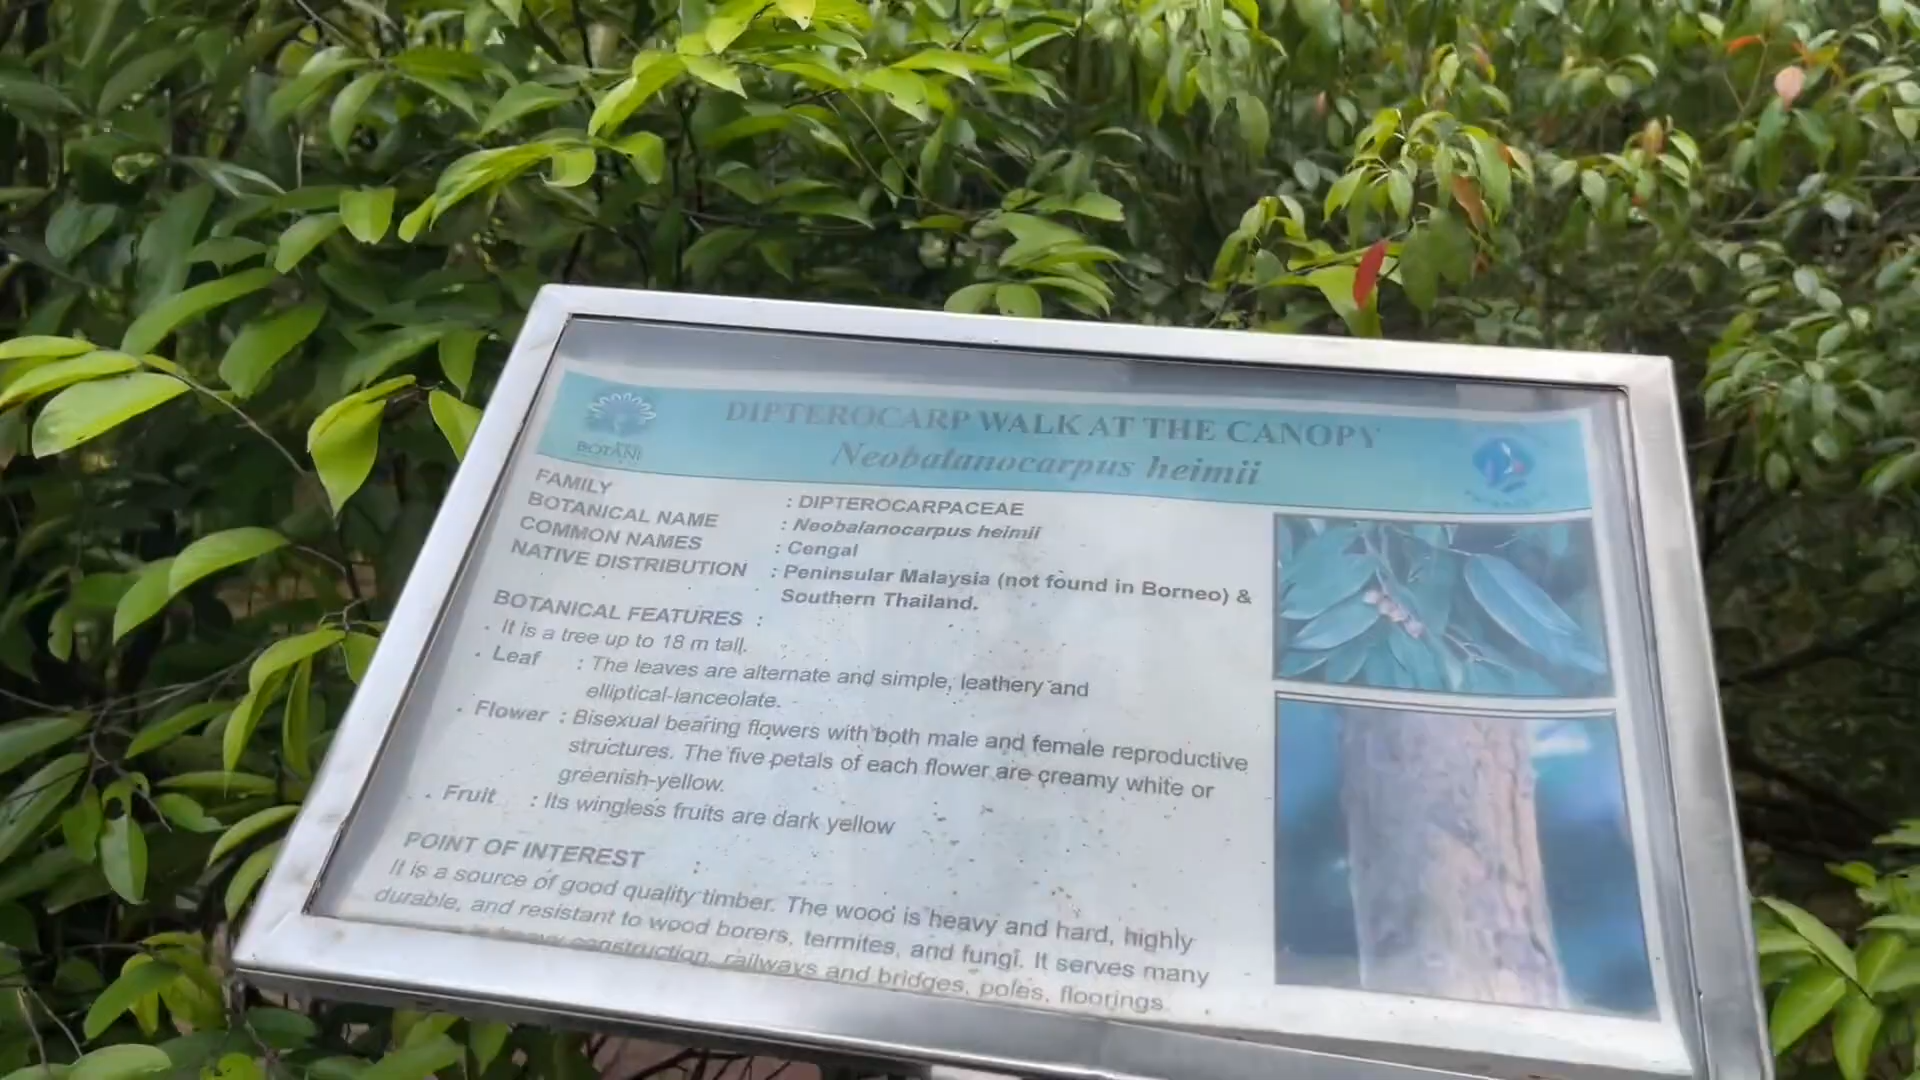 DIPTEROCARP WALK AT THE CANOPY
Neobalanocarpus heimii
BOTANI
FAMILY : DIPTEROCARPACEAE
BOTANICAL NAME : Neobalanocarpus heimii
COMMON NAMES : Cengal
NATIVE DISTRIBUTION : Peninsular Malaysia (not found in Borneo) &
Southern Thailand.
BOTANICAL FEATURES :
. It is a tree up to 18 m tall.
. Leaf : The leaves are alternate and simple, leathery and
elliptical-lanceolate.
. Flower : Bisexual bearing flowers with both male and female reproductive
structures. The five petals of each flower are creamy white or
greenish-yellow.
. Fruit : Its wingless fruits are dark yellow
POINT OF INTEREST
It is a source of good quality timber. The wood is heavy and hard, highly
durable, and resistant to wood borers, termites, and fungi. It serves many
heavy construction, railways and bridges, poles, floorings